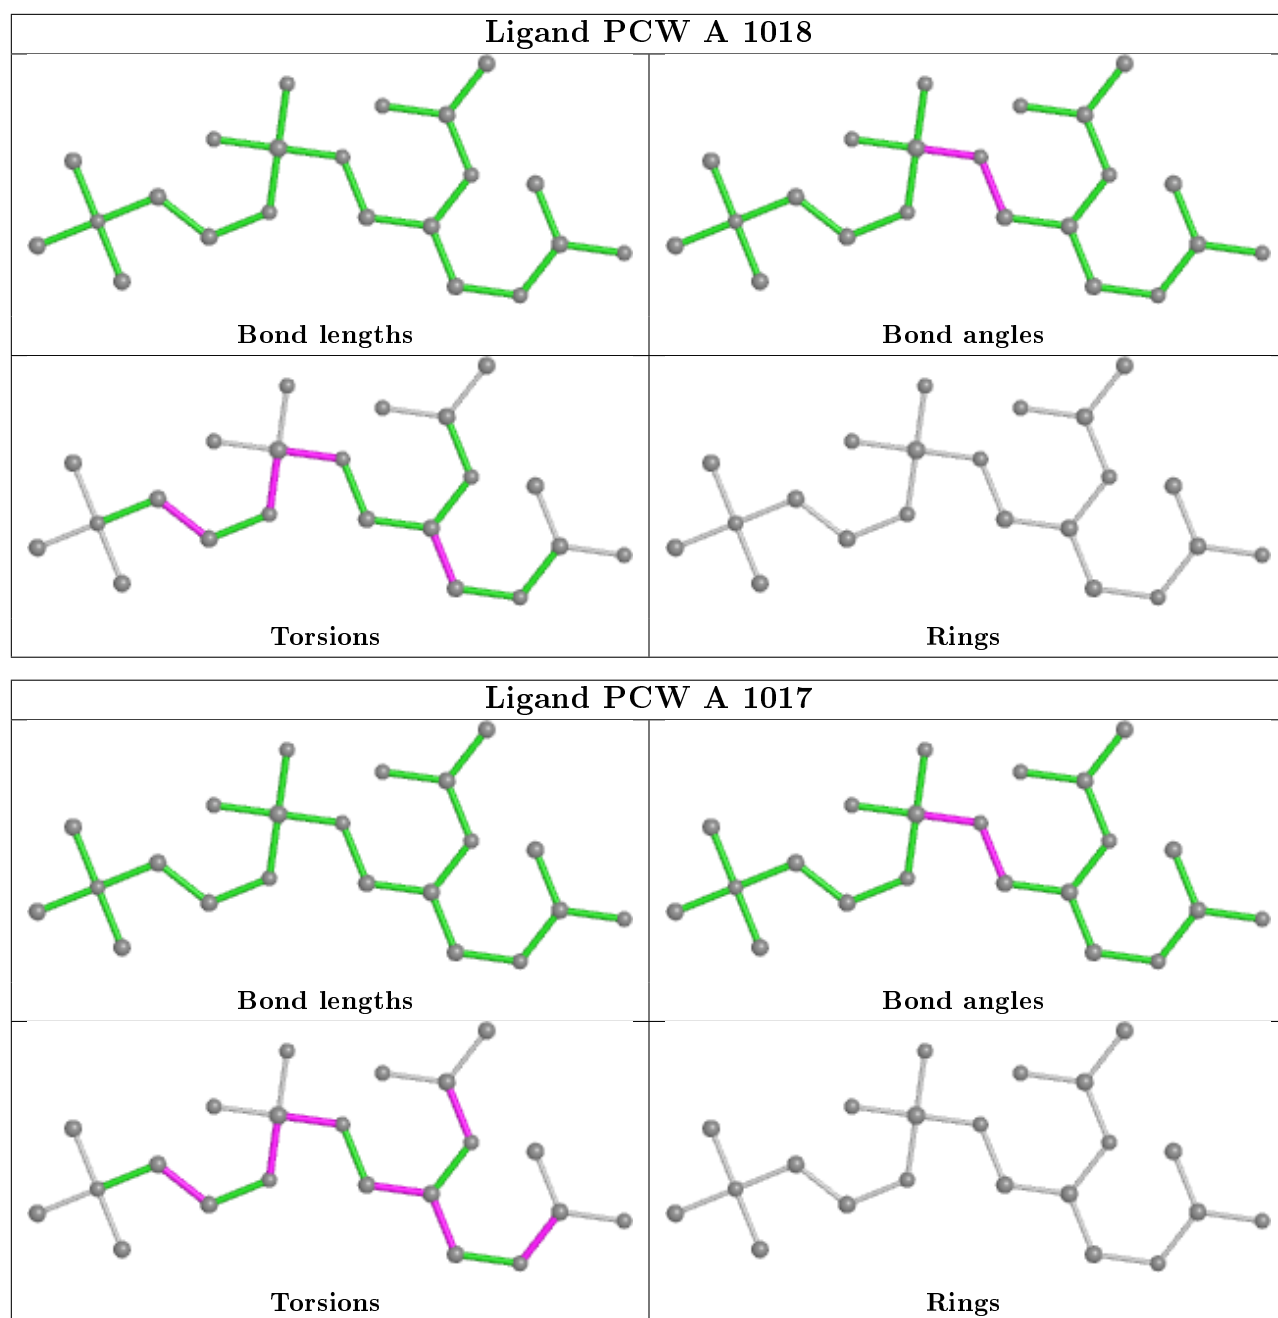 Ligand PCW A 1018
Bond lengths
Bond angles
Torsions
Rings
Ligand PCW A 1017
Bond lengths
Bond angles
Torsions
Rings